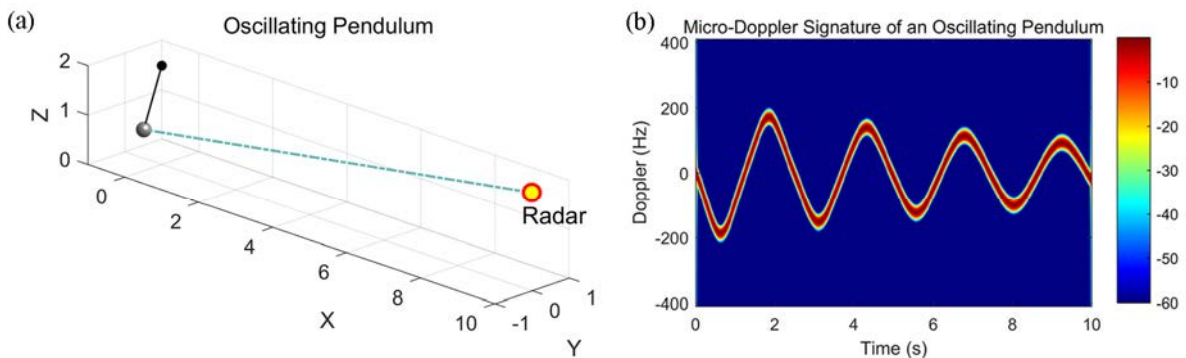 (a)
Oscillating Pendulum
2
1
0
Z
0
2
4
6
8
10
X
-1
0
1
Y
Radar
(b)
Micro-Doppler Signature of an Oscillating Pendulum
400
200
0
-200
-400
Doppler (Hz)
0 2 4 6 8 10
Time (s)
-10
-20
-30
-40
-50
-60